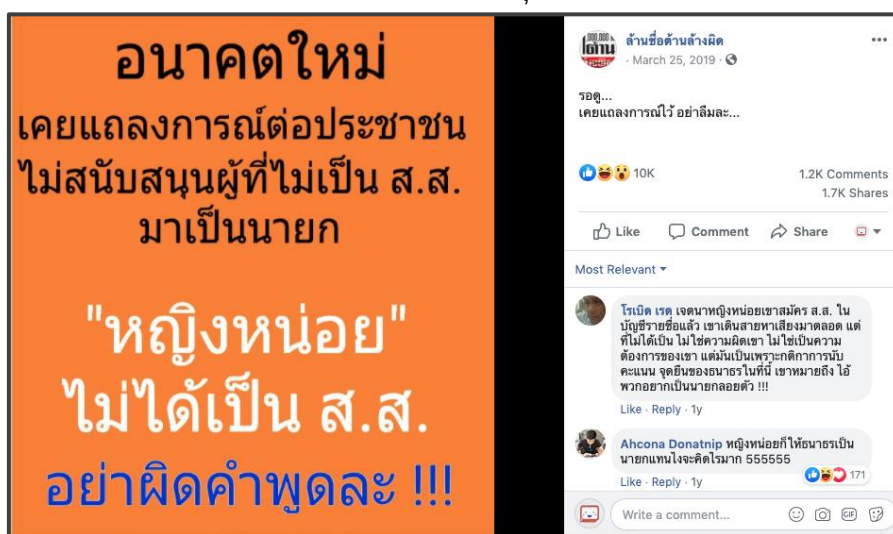 อนาคตใหม่
เคยแถลงการณ์ต่อประชาชน
ไม่สนับสนุนผู้ที่ไม่เป็น ส.ส.
มาเป็นนายก
"หญิงหน่อย"
ไม่ได้เป็น ส.ส.
อย่าผิดคำพูดละ !!!
ล้านชื่อต้านล้างผิด
· March 25, 2019 ·
รอดู...
เคยแถลงการณ์ไว้ อย่าลืมละ...
10K
1.2K Comments
1.7K Shares
Like Comment Share
Most Relevant
โรเบิด เรด เจตนาหญิงหน่อยเขาสมัคร ส.ส. ใน
บัญชีรายชื่อแล้ว เขาเดินสายหาเสียงมาตลอด แต่
ที่ไม่ได้เป็น ไม่ใช่ความผิดเขา ไม่ใช่เป็นความ
ต้องการของเขา แต่มันเป็นเพราะกติกาการนับ
คะแนน จุดยืนของธนาธรในที่นี้ เขาหมายถึง ไอ้
พวกอยากเป็นนายกลอยตัว !!!
Like · Reply · 1y
Ahcona Donatnip หญิงหน่อยก็ให้ธนาธรเป็น
นายกแทนไงจะคิดไรมาก 555555
171
Like · Reply · 1y
Write a comment...
GIF